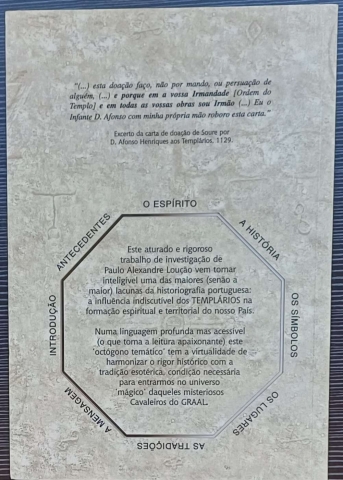 "(...) esta doação faço, não por mando, ou persuação de
alguém, (...) e porque em a vossa Irmandade [Ordem do
Templo] e em todas as vossas obras sou Irmão (...) Eu o
Infante D. Afonso com minha própria mão roboro esta carta."
Excerto da carta de doação de Soure por
D. Afonso Henriques aos Templários, 1129.
O ESPÍRITO
A HISTÓRIA
OS SÍMBOLOS
OS LUGARES
AS TRADIÇÕES
A MENSAGEM
INTRODUÇÃO
ANTECEDENTES
Este aturado e rigoroso
trabalho de investigação de
Paulo Alexandre Loução vem tornar
inteligível uma das maiores (senão a
maior) lacunas da historiografia portuguesa:
a influência indiscutível dos TEMPLÁRIOS na
formação espiritual e territorial do nosso País.
Numa linguagem profunda mas acessível
(o que torna a leitura apaixonante) este
"octógono temático" tem a virtualidade de
harmonizar o rigor histórico com a
tradição esotérica, condição necessária
para entrarmos no universo
"mágico" daqueles misteriosos
Cavaleiros do GRAAL.